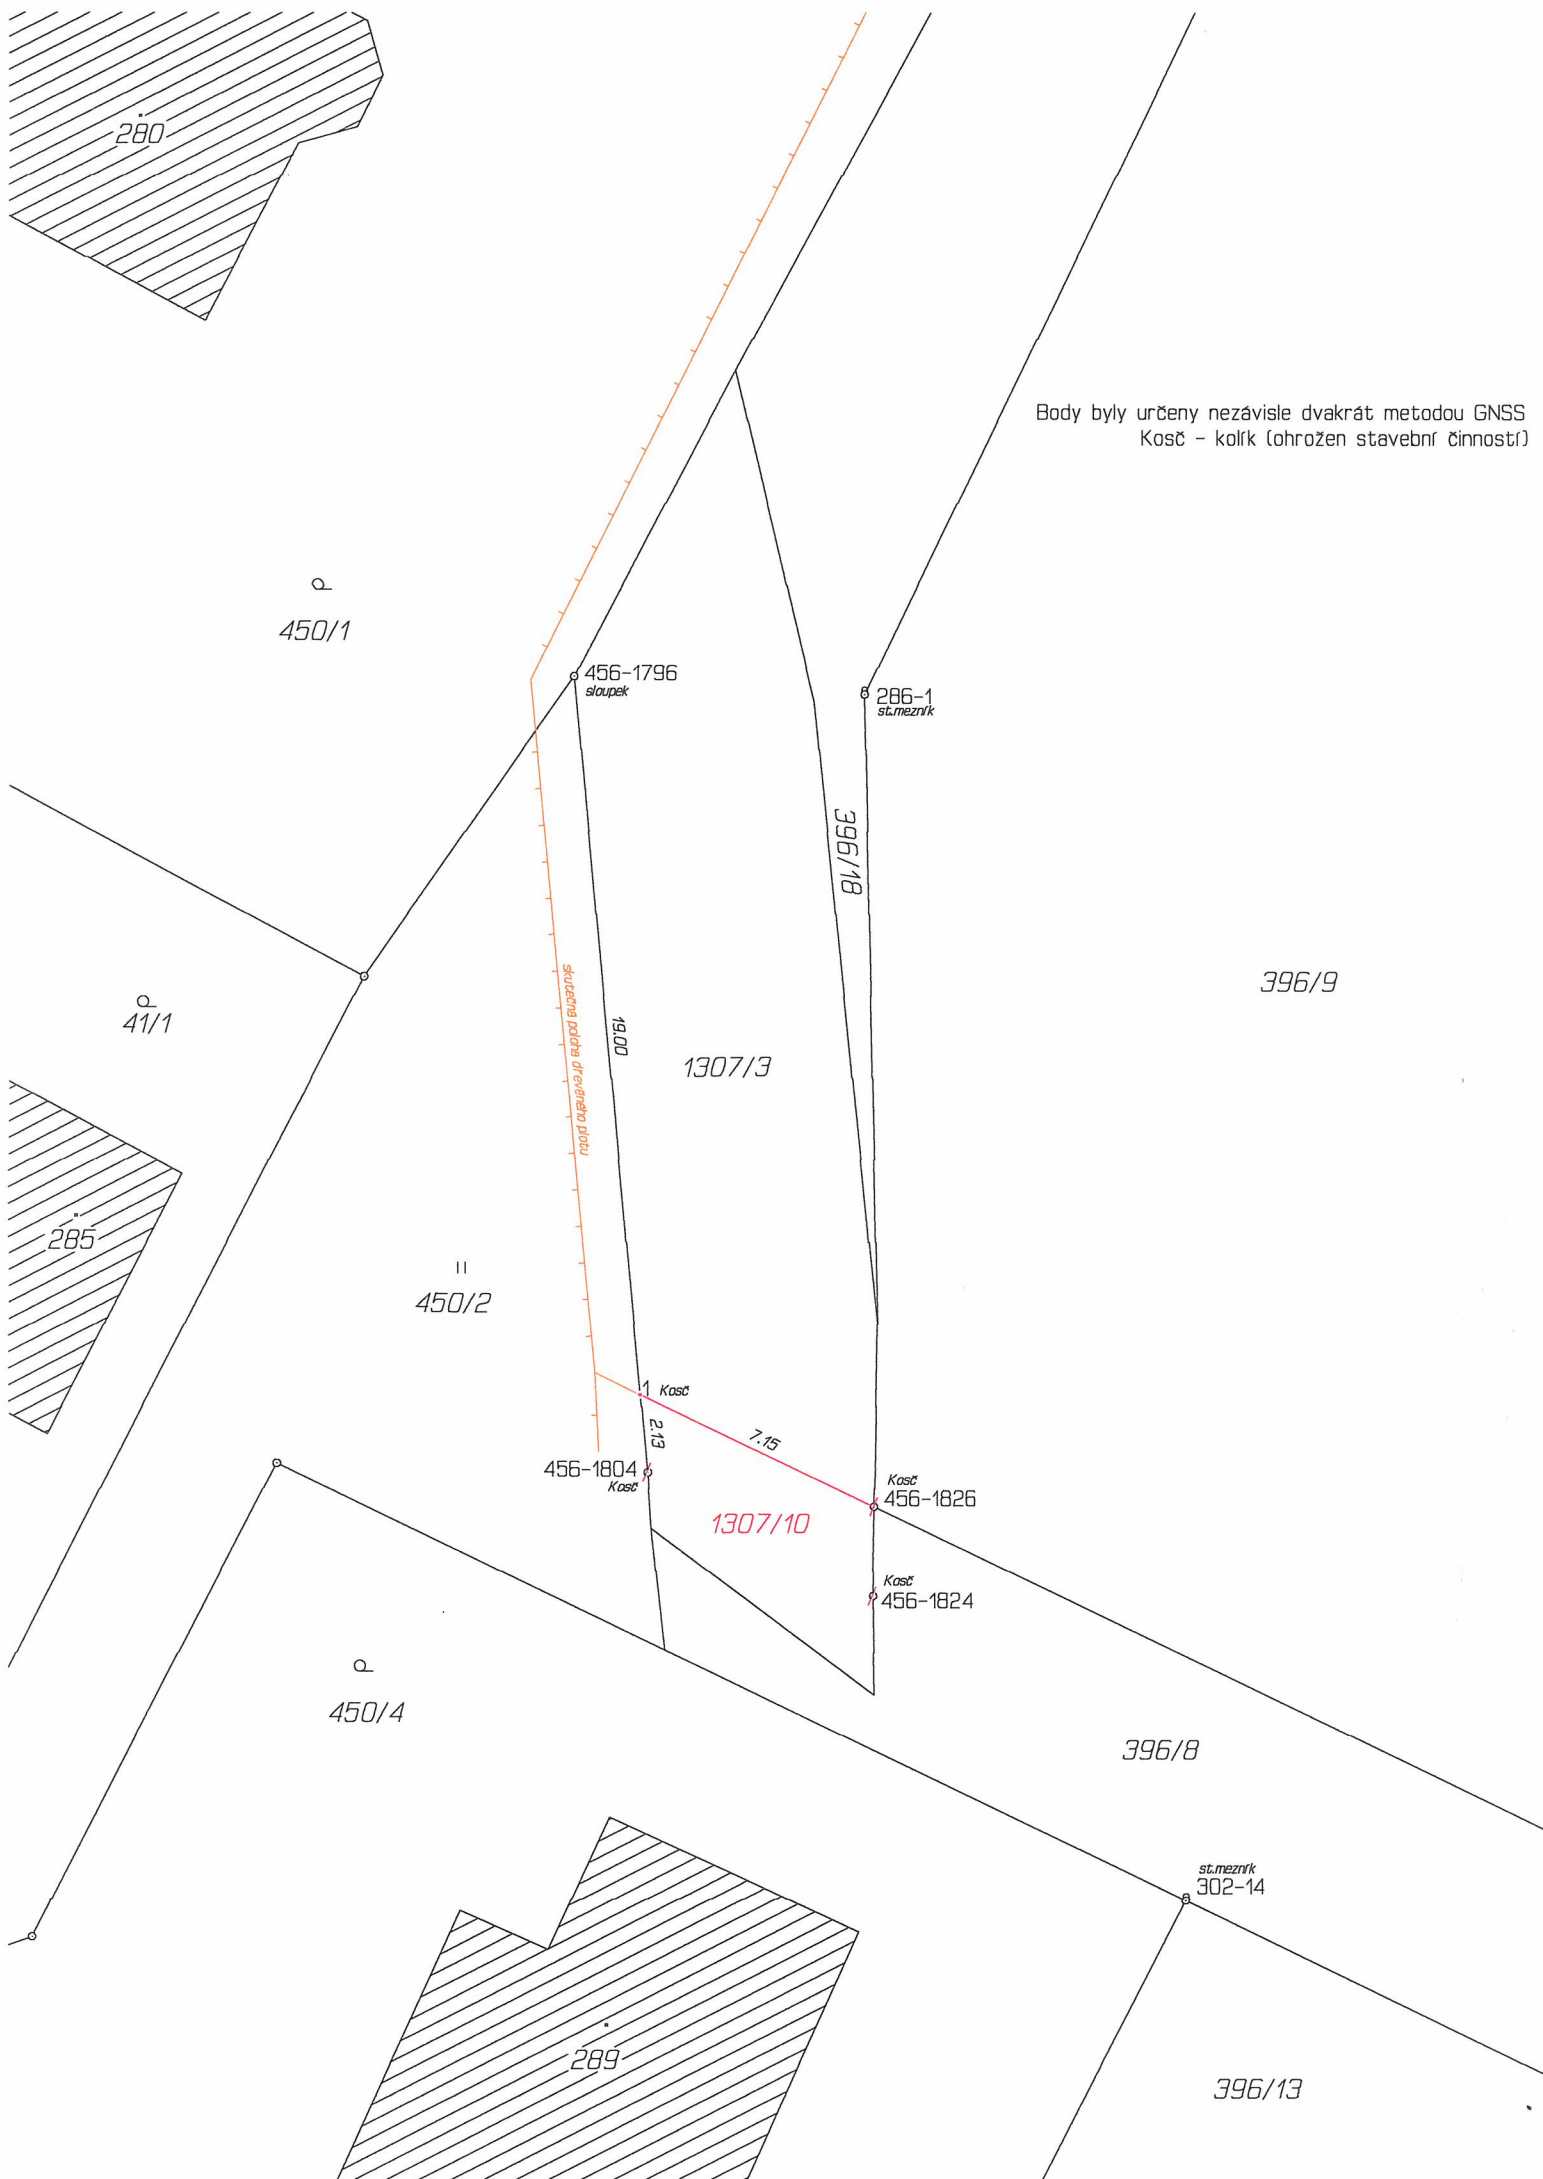 280
Body byly určeny nezávisle dvakrát metodou GNSS
Kosč - kolík (ohrožen stavební činností)
450/1
456-1796
sloupek
286-1
st.mezník
396/18
396/9
41/1
skutečná poloha dřevěného plotu
19.00
1307/3
285
450/2
1 Kosč
2.13
7.15
456-1804
Kosč
Kosč
456-1826
1307/10
Kosč
456-1824
450/4
396/8
st.mezník
302-14
289
396/13